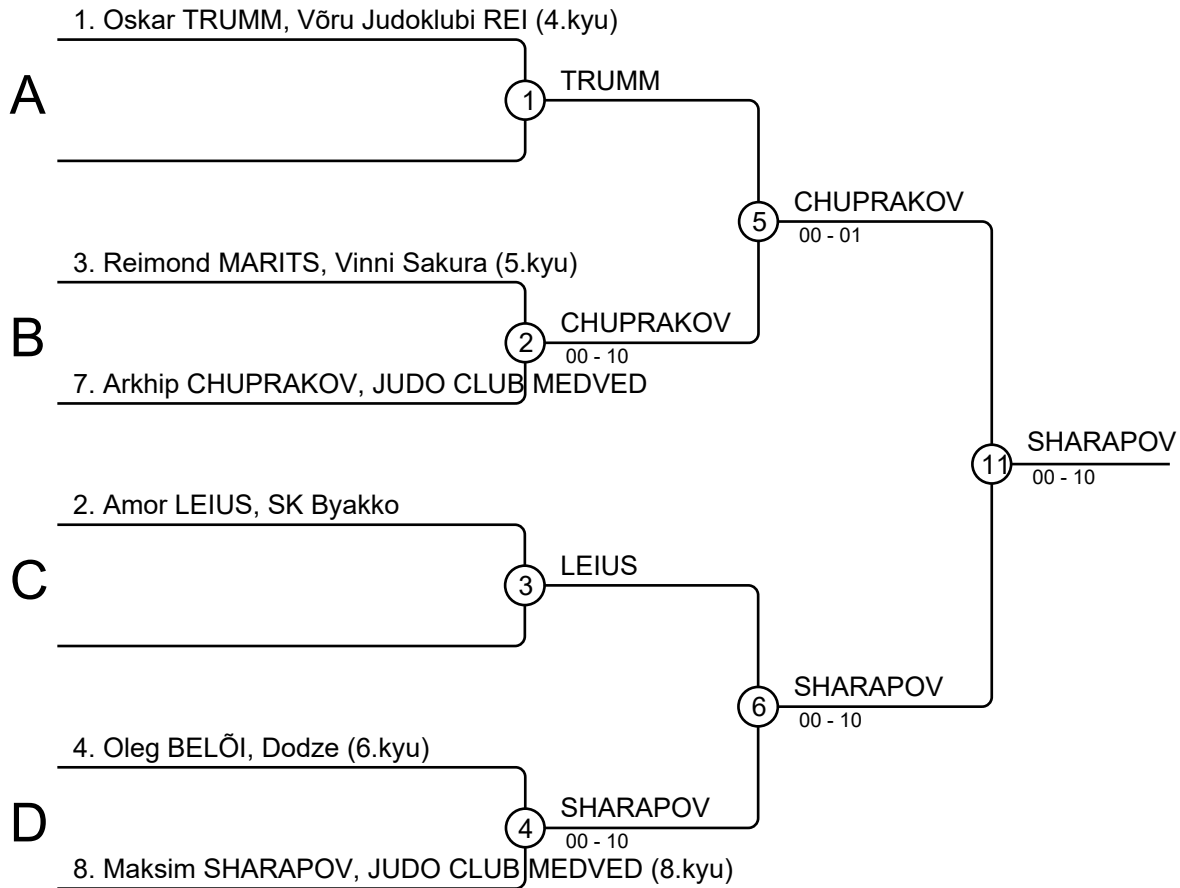 1. Oskar TRUMM, Võru Judoklubi REI (4.kyu)
A
1
TRUMM
5
CHUPRAKOV
00 - 01
3. Reimond MARITS, Vinni Sakura (5.kyu)
B
2
CHUPRAKOV
00 - 10
7. Arkhip CHUPRAKOV, JUDO CLUB MEDVED
11
SHARAPOV
00 - 10
2. Amor LEIUS, SK Byakko
C
3
LEIUS
6
SHARAPOV
00 - 10
4. Oleg BELÕI, Dodze (6.kyu)
D
4
SHARAPOV
00 - 10
8. Maksim SHARAPOV, JUDO CLUB MEDVED (8.kyu)